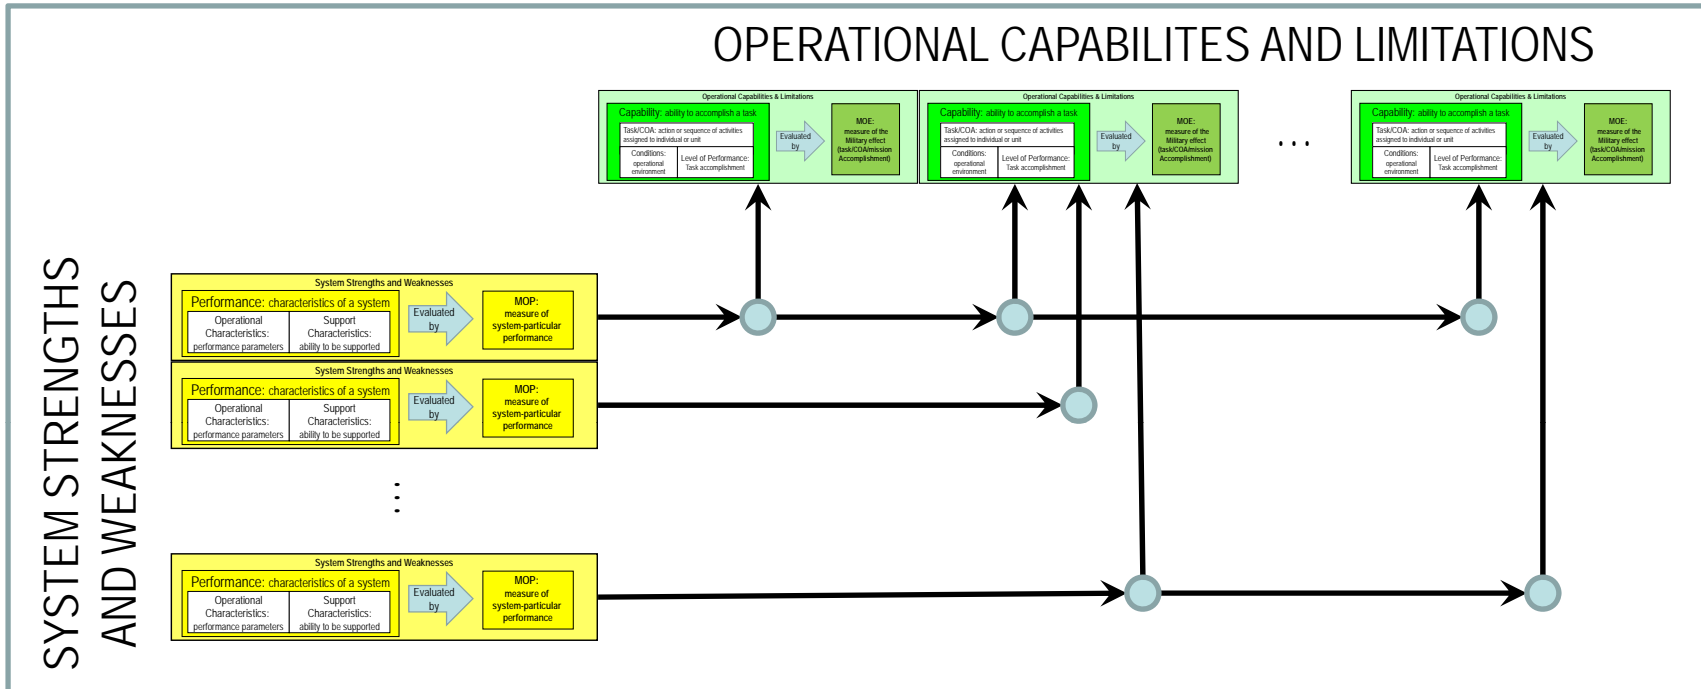 OPERATIONAL CAPABILITES AND LIMITATIONS
Operational Capabilities & Limitations
Capability: ability to accomplish a task
Task/COA: action or sequence of activities
assigned to individual or unit
Conditions:
operational
environment
Level of Performance:
Task accomplishment
Evaluated
by
MOE:
measure of the
Military effect
(task/COA/mission
Accomplishment)
Operational Capabilities & Limitations
Capability: ability to accomplish a task
Task/COA: action or sequence of activities
assigned to individual or unit
Conditions:
operational
environment
Level of Performance:
Task accomplishment
Evaluated
by
MOE:
measure of the
Military effect
(task/COA/mission
Accomplishment)
...
Operational Capabilities & Limitations
Capability: ability to accomplish a task
Task/COA: action or sequence of activities
assigned to individual or unit
Conditions:
operational
environment
Level of Performance:
Task accomplishment
Evaluated
by
MOE:
measure of the
Military effect
(task/COA/mission
Accomplishment)
SYSTEM STRENGTHS
AND WEAKNESSES
System Strengths and Weaknesses
Performance: characteristics of a system
Operational
Characteristics:
performance parameters
Support
Characteristics:
ability to be supported
Evaluated
by
MOP:
measure of
system-particular
performance
System Strengths and Weaknesses
Performance: characteristics of a system
Operational
Characteristics:
performance parameters
Support
Characteristics:
ability to be supported
Evaluated
by
MOP:
measure of
system-particular
performance
...
System Strengths and Weaknesses
Performance: characteristics of a system
Operational
Characteristics:
performance parameters
Support
Characteristics:
ability to be supported
Evaluated
by
MOP:
measure of
system-particular
performance